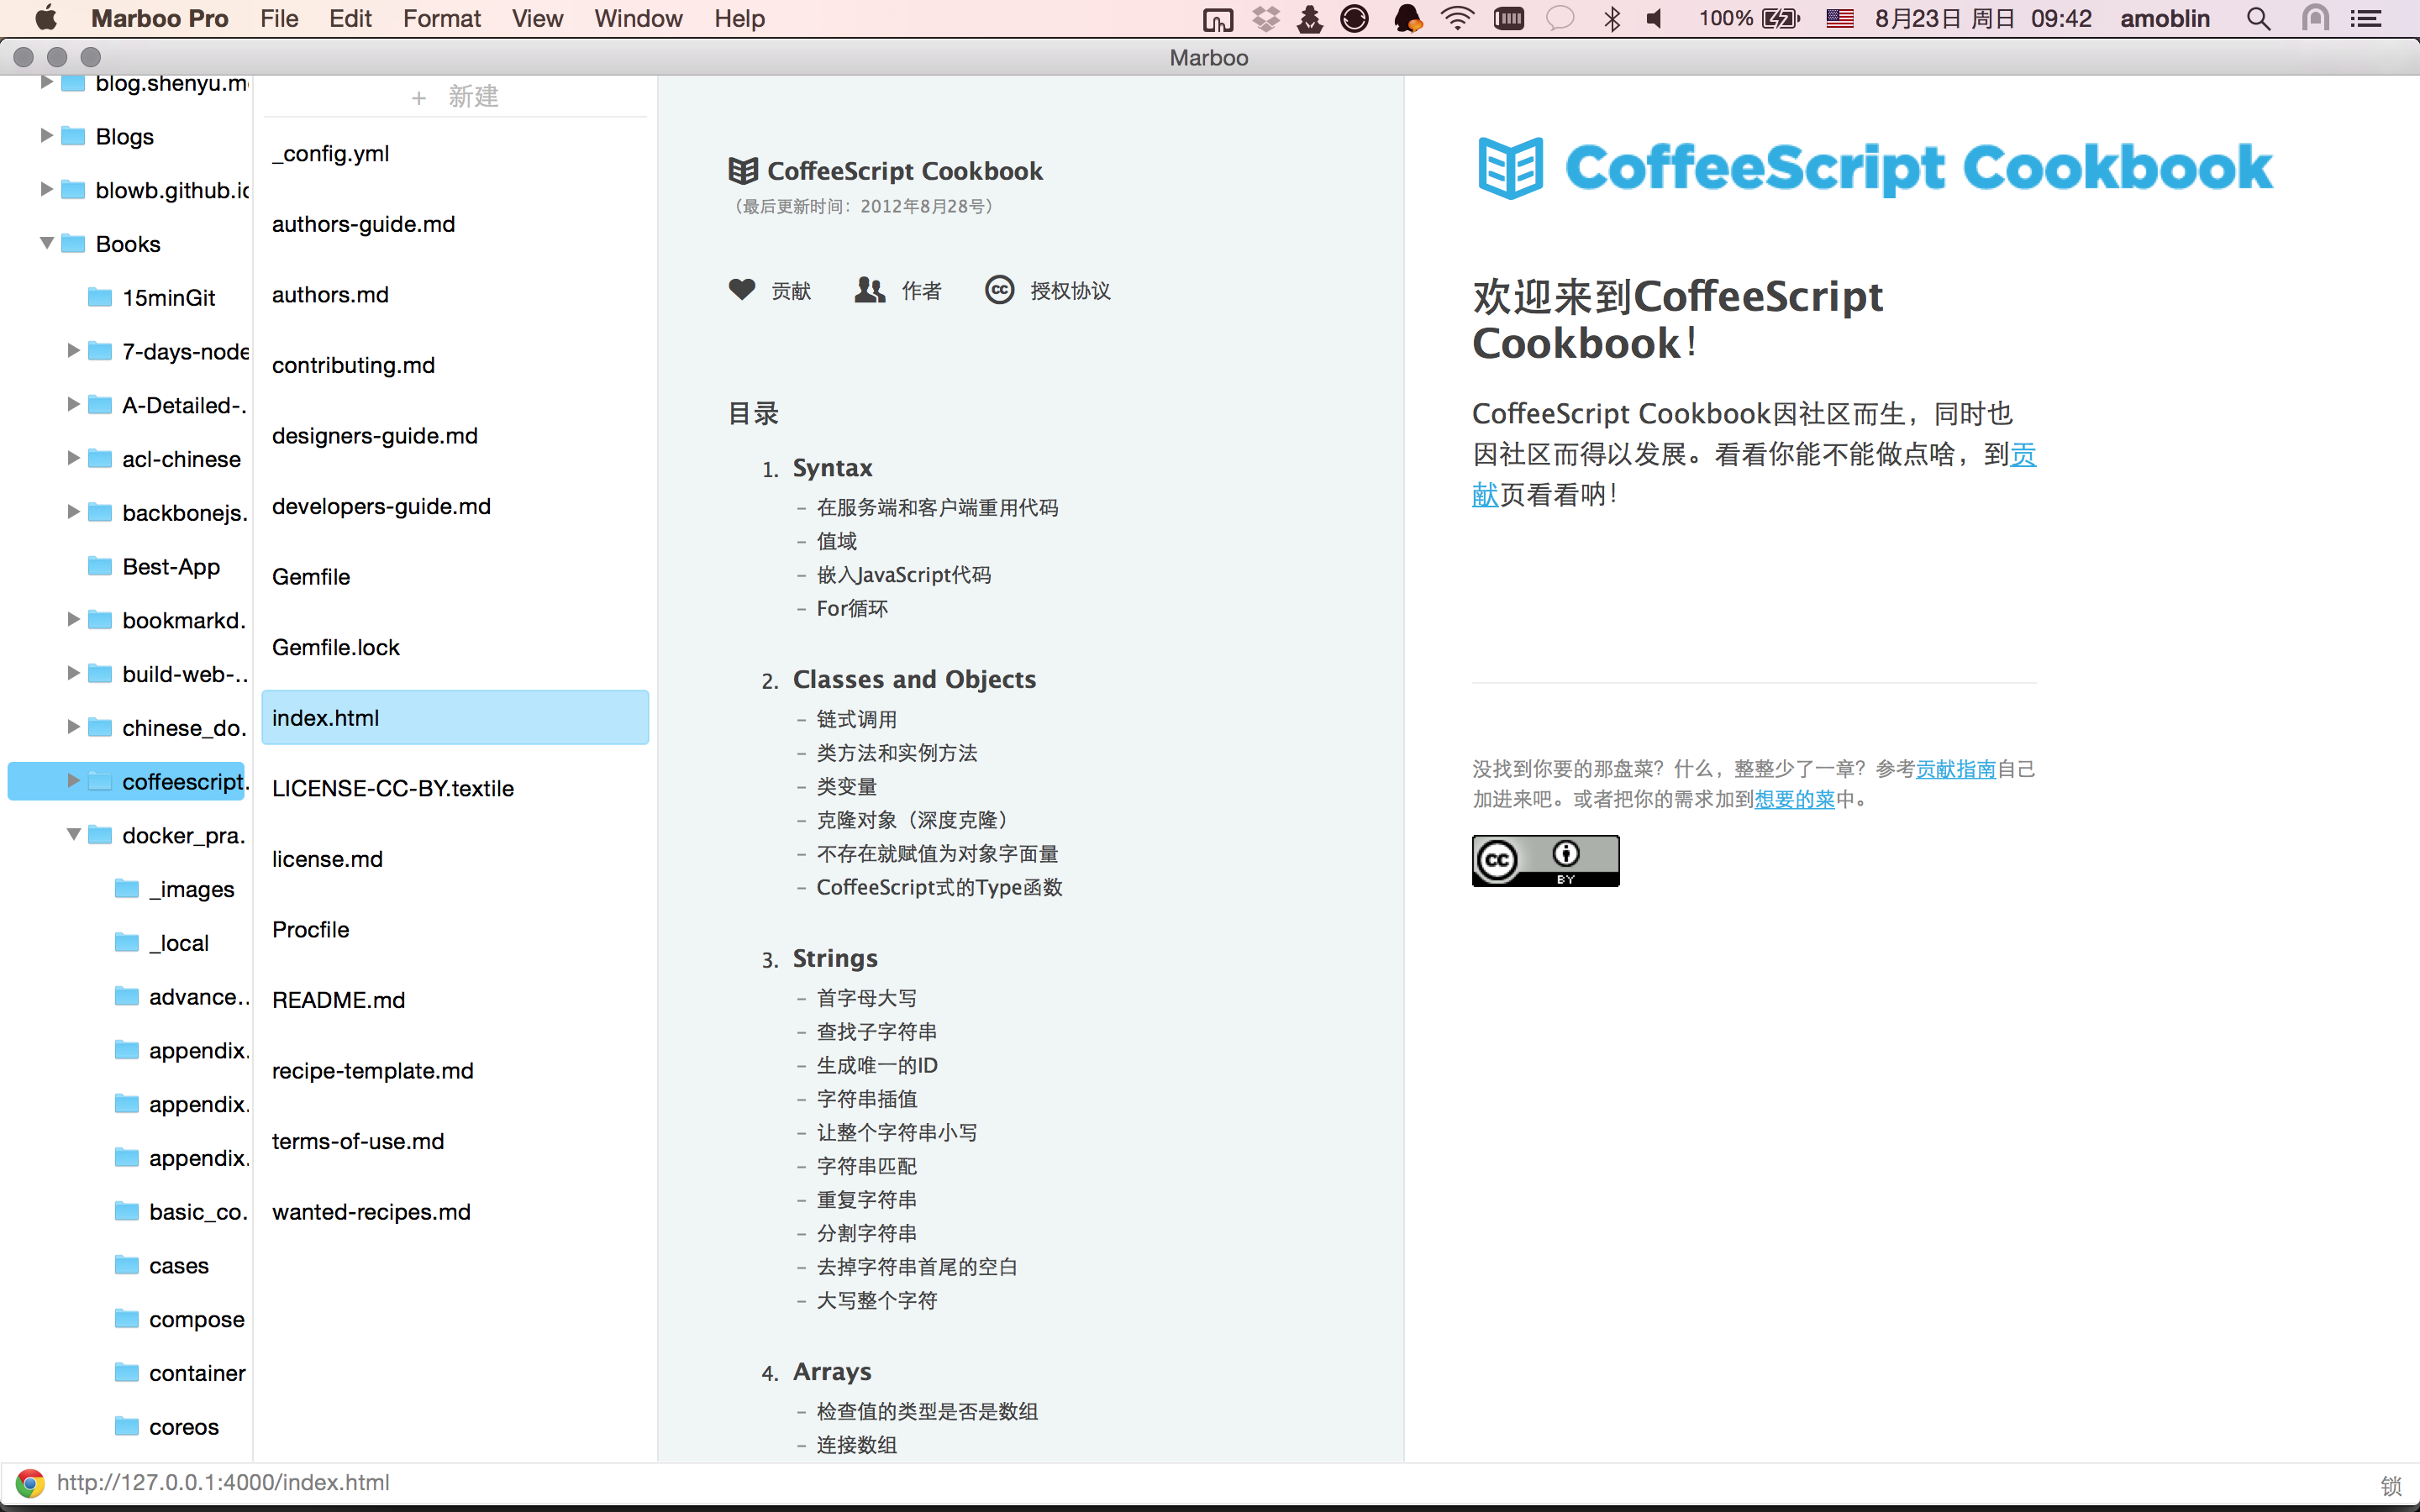 Marboo Pro File Edit Format View Window Help 100% 8月23日 周日 09:42 amoblin
Marboo
blog.shenyu.m
Blogs
blowb.github.io
Books
15minGit
7-days-node
A-Detailed-.
acl-chinese
backbonejs.
Best-App
bookmarkd.
build-web-..
chinese_do.
coffeescript.
docker_pra.
_images
_local
advance..
appendix.
appendix.
appendix.
basic_co.
cases
compose
container
coreos
+ 新建
_config.yml
authors-guide.md
authors.md
contributing.md
designers-guide.md
developers-guide.md
Gemfile
Gemfile.lock
index.html
LICENSE-CC-BY.textile
license.md
Procfile
README.md
recipe-template.md
terms-of-use.md
wanted-recipes.md
CoffeeScript Cookbook
（最后更新时间：2012年8月28号）
贡献 作者 授权协议
目录
1. Syntax
– 在服务端和客户端重用代码
– 值域
– 嵌入JavaScript代码
– For循环
2. Classes and Objects
– 链式调用
– 类方法和实例方法
– 类变量
– 克隆对象（深度克隆）
– 不存在就赋值为对象字面量
– CoffeeScript式的Type函数
3. Strings
– 首字母大写
– 查找子字符串
– 生成唯一的ID
– 字符串插值
– 让整个字符串小写
– 字符串匹配
– 重复字符串
– 分割字符串
– 去掉字符串首尾的空白
– 大写整个字符
4. Arrays
– 检查值的类型是否是数组
– 连接数组
CoffeeScript Cookbook
欢迎来到CoffeeScript
Cookbook！
CoffeeScript Cookbook因社区而生，同时也
因社区而得以发展。看看你能不能做点啥，到贡
献页看看呐！
没找到你要的那盘菜？什么，整整少了一章？参考贡献指南自己
加进来吧。或者把你的需求加到想要的菜中。
cc BY
http://127.0.0.1:4000/index.html
锁